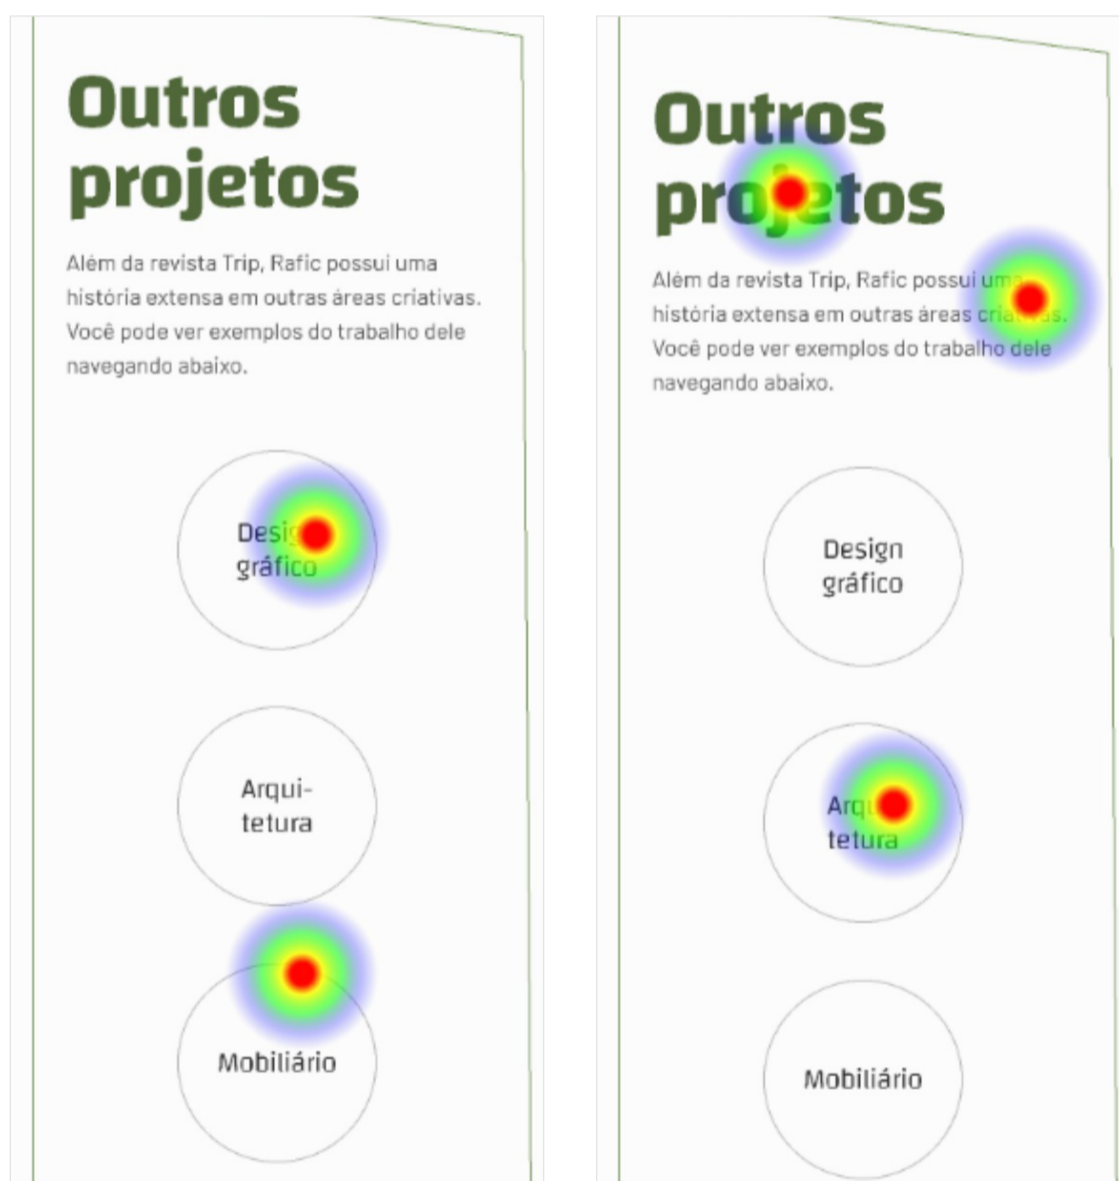 Outros
projetos
Além da revista Trip, Rafic possui uma
história extensa em outras áreas criativas.
Você pode ver exemplos do trabalho dele
navegando abaixo.
Design
gráfico
Arqui-
tetura
Mobiliário
Outros
projetos
Além da revista Trip, Rafic possui uma
história extensa em outras áreas criativas.
Você pode ver exemplos do trabalho dele
navegando abaixo.
Design
gráfico
Arqui-
tetura
Mobiliário